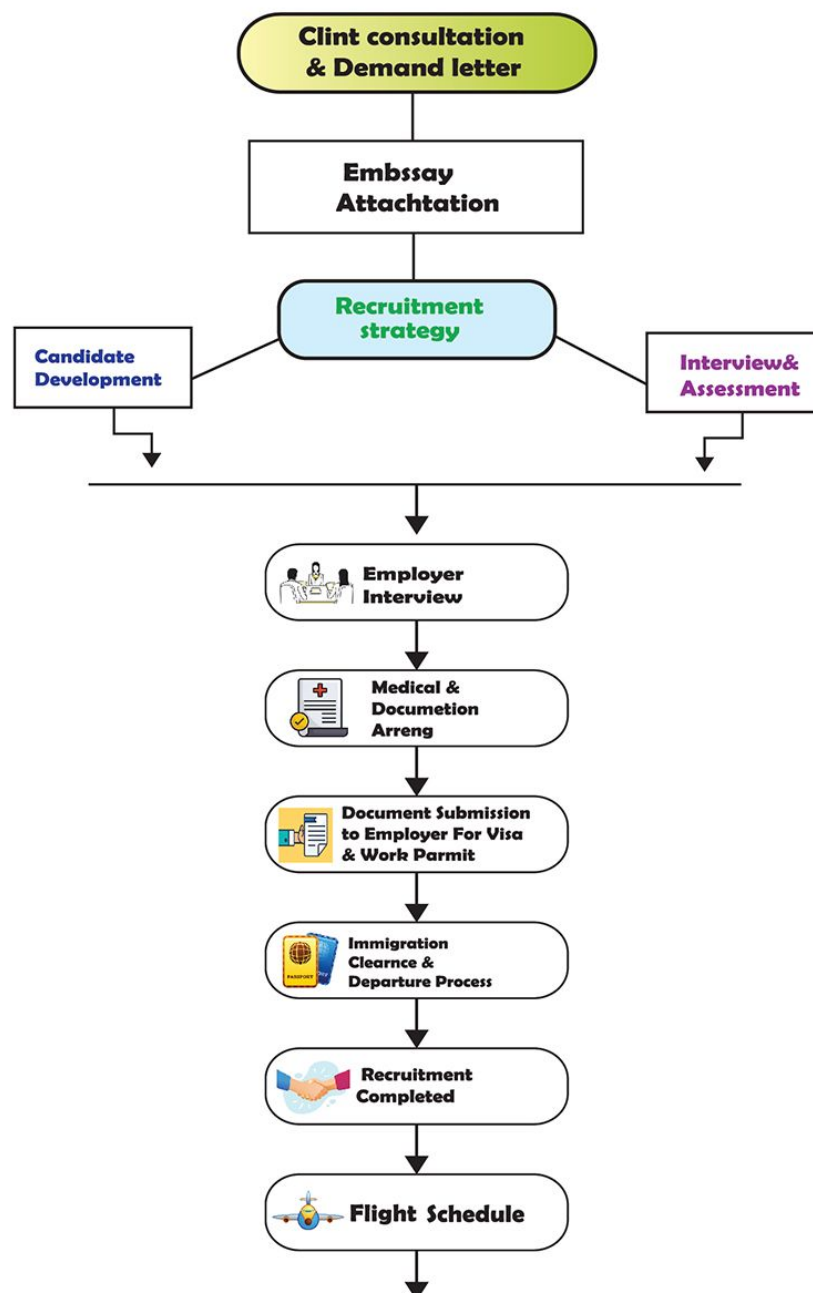 Clint consultation
& Demand letter
Embssay
Attachtation
Recruitment
strategy
Candidate
Development
Interview&
Assessment
Employer
Interview
Medical &
Documetion
Arreng
Document Submission
to Employer For Visa
& Work Parmit
PASSPORT
Immigration
Clearnce &
Departure Process
Recruitment
Completed
Flight Schedule